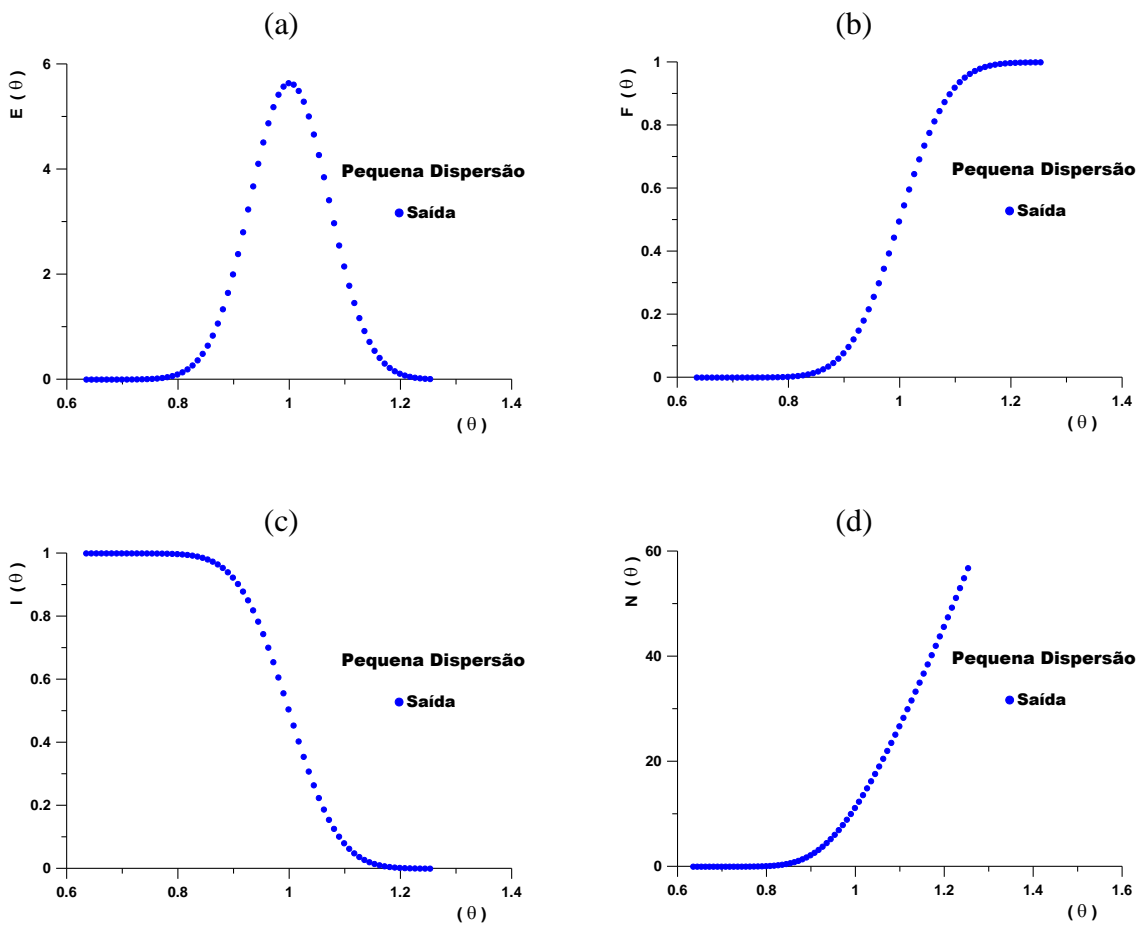 (a)
6
4
2
0
E (θ)
Pequena Dispersão
Saída
0.6 0.8 1 1.2 1.4
(θ)
(b)
1
0.8
0.6
0.4
0.2
0
F (θ)
Pequena Dispersão
Saída
0.6 0.8 1 1.2 1.4
(θ)
(c)
1
0.8
0.6
0.4
0.2
0
I (θ)
Pequena Dispersão
Saída
0.6 0.8 1 1.2 1.4
(θ)
(d)
60
40
20
0
N (θ)
Pequena Dispersão
Saída
0.6 0.8 1 1.2 1.4 1.6
(θ)